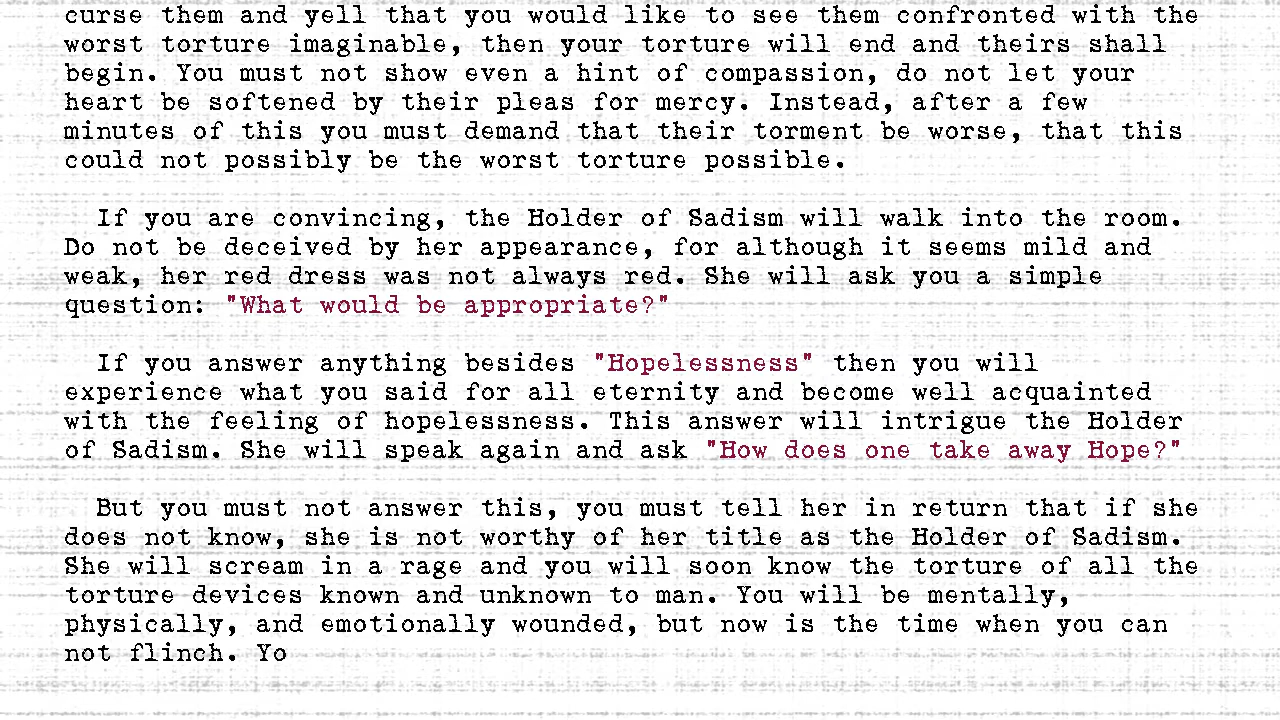 curse them and yell that you would like to see them confronted with the
worst torture imaginable, then your torture will end and theirs shall
begin. You must not show even a hint of compassion, do not let your
heart be softened by their pleas for mercy. Instead, after a few
minutes of this you must demand that their torment be worse, that this
could not possibly be the worst torture possible.
If you are convincing, the Holder of Sadism will walk into the room.
Do not be deceived by her appearance, for although it seems mild and
weak, her red dress was not always red. She will ask you a simple
question: "What would be appropriate?"
If you answer anything besides "Hopelessness" then you will
experience what you said for all eternity and become well acquainted
with the feeling of hopelessness. This answer will intrigue the Holder
of Sadism. She will speak again and ask "How does one take away Hope?"
But you must not answer this, you must tell her in return that if she
does not know, she is not worthy of her title as the Holder of Sadism.
She will scream in a rage and you will soon know the torture of all the
torture devices known and unknown to man. You will be mentally,
physically, and emotionally wounded, but now is the time when you can
not flinch. Yo